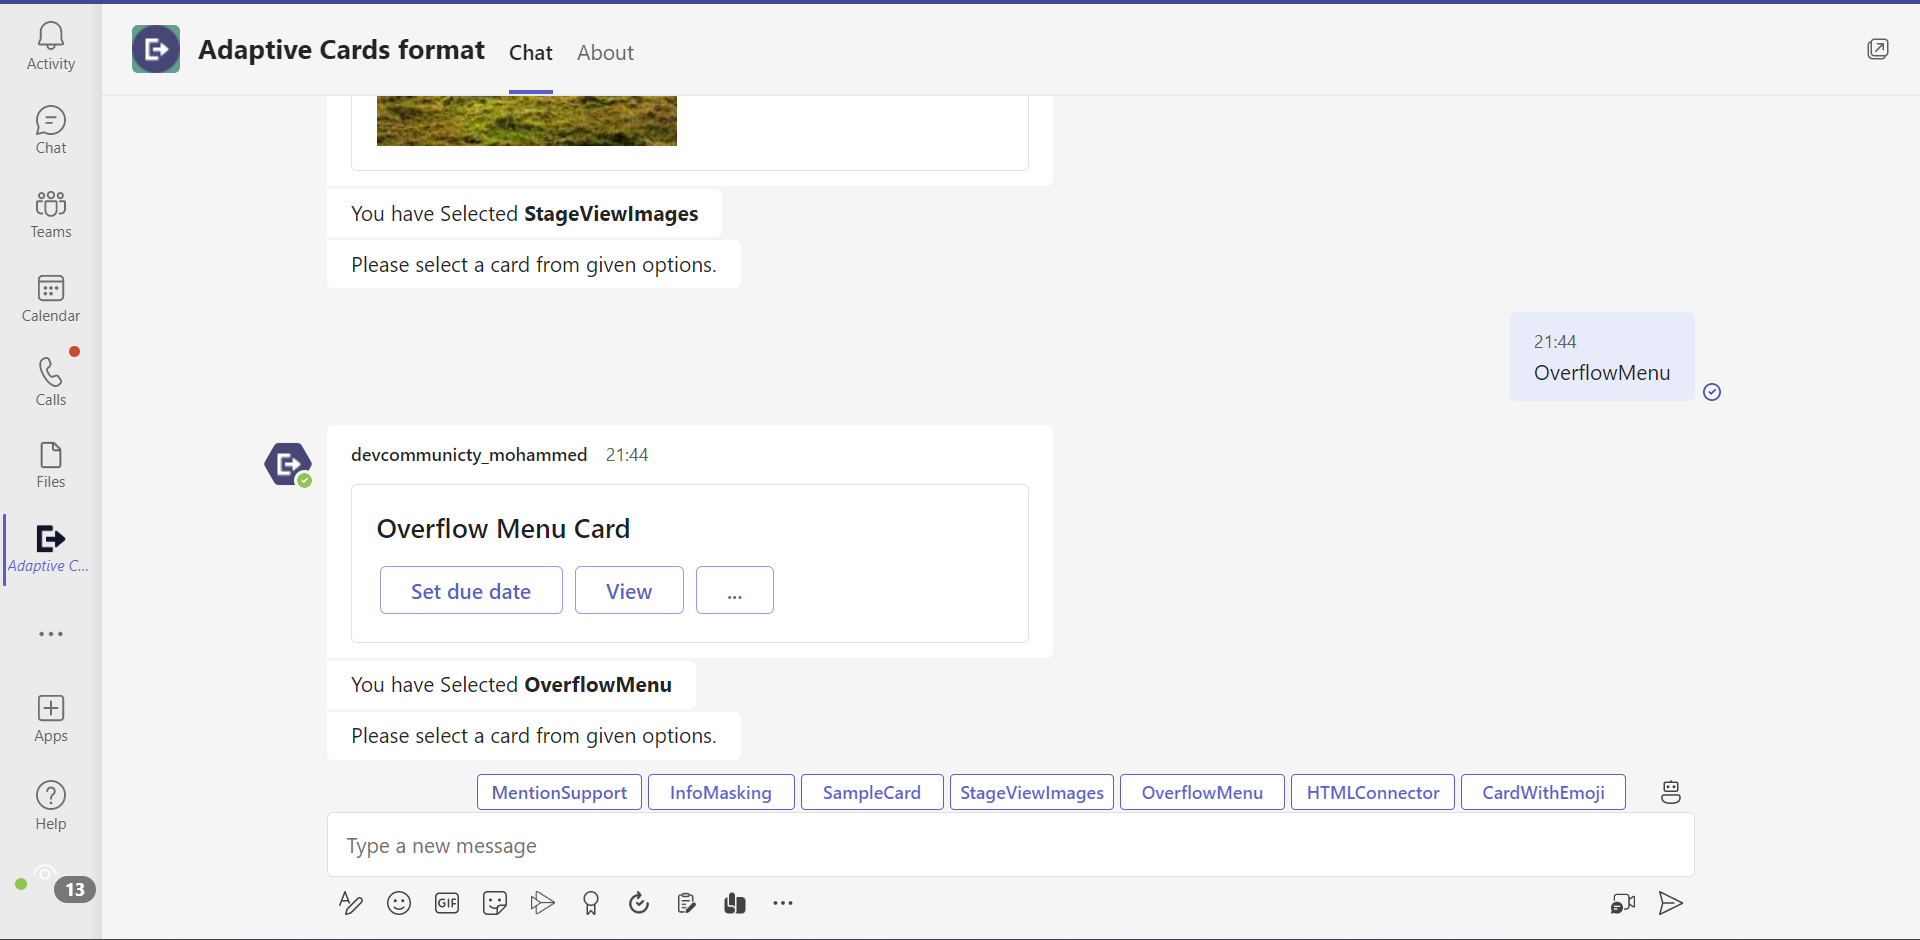 Activity
Chat
Teams
Calendar
Calls
Files
Adaptive C...
Apps
Help
13
Adaptive Cards format
Chat
About
You have Selected StageViewImages
Please select a card from given options.
21:44
OverflowMenu
devcommunicty_mohammed 21:44
Overflow Menu Card
Set due date
View
...
You have Selected OverflowMenu
Please select a card from given options.
MentionSupport
InfoMasking
SampleCard
StageViewImages
OverflowMenu
HTMLConnector
CardWithEmoji
Type a new message
GIF